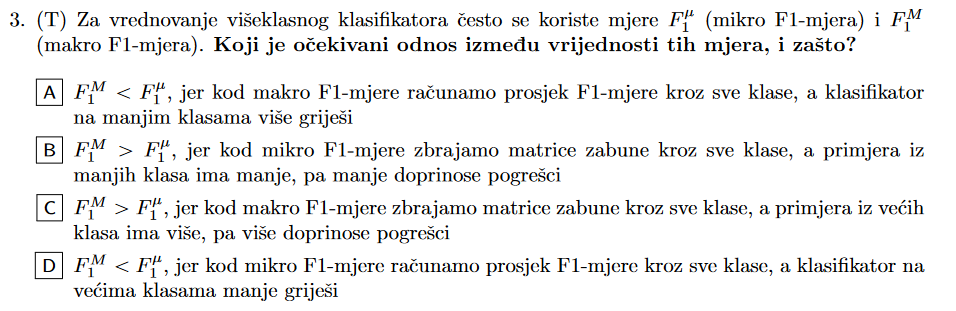 3. (T) Za vrednovanje višeklasnog klasifikatora često se koriste mjere $F_1^\mu$ (mikro F1-mjera) i $F_1^M$
(makro F1-mjera). Koji je očekivani odnos između vrijednosti tih mjera, i zašto?
A $F_1^M < F_1^\mu$, jer kod makro F1-mjere računamo prosjek F1-mjere kroz sve klase, a klasifikator
na manjim klasama više griješi
B $F_1^M > F_1^\mu$, jer kod mikro F1-mjere zbrajamo matrice zabune kroz sve klase, a primjera iz
manjih klasa ima manje, pa manje doprinose pogrešci
C $F_1^M > F_1^\mu$, jer kod makro F1-mjere zbrajamo matrice zabune kroz sve klase, a primjera iz većih
klasa ima više, pa više doprinose pogrešci
D $F_1^M < F_1^\mu$, jer kod mikro F1-mjere računamo prosjek F1-mjere kroz sve klase, a klasifikator na
većima klasama manje griješi